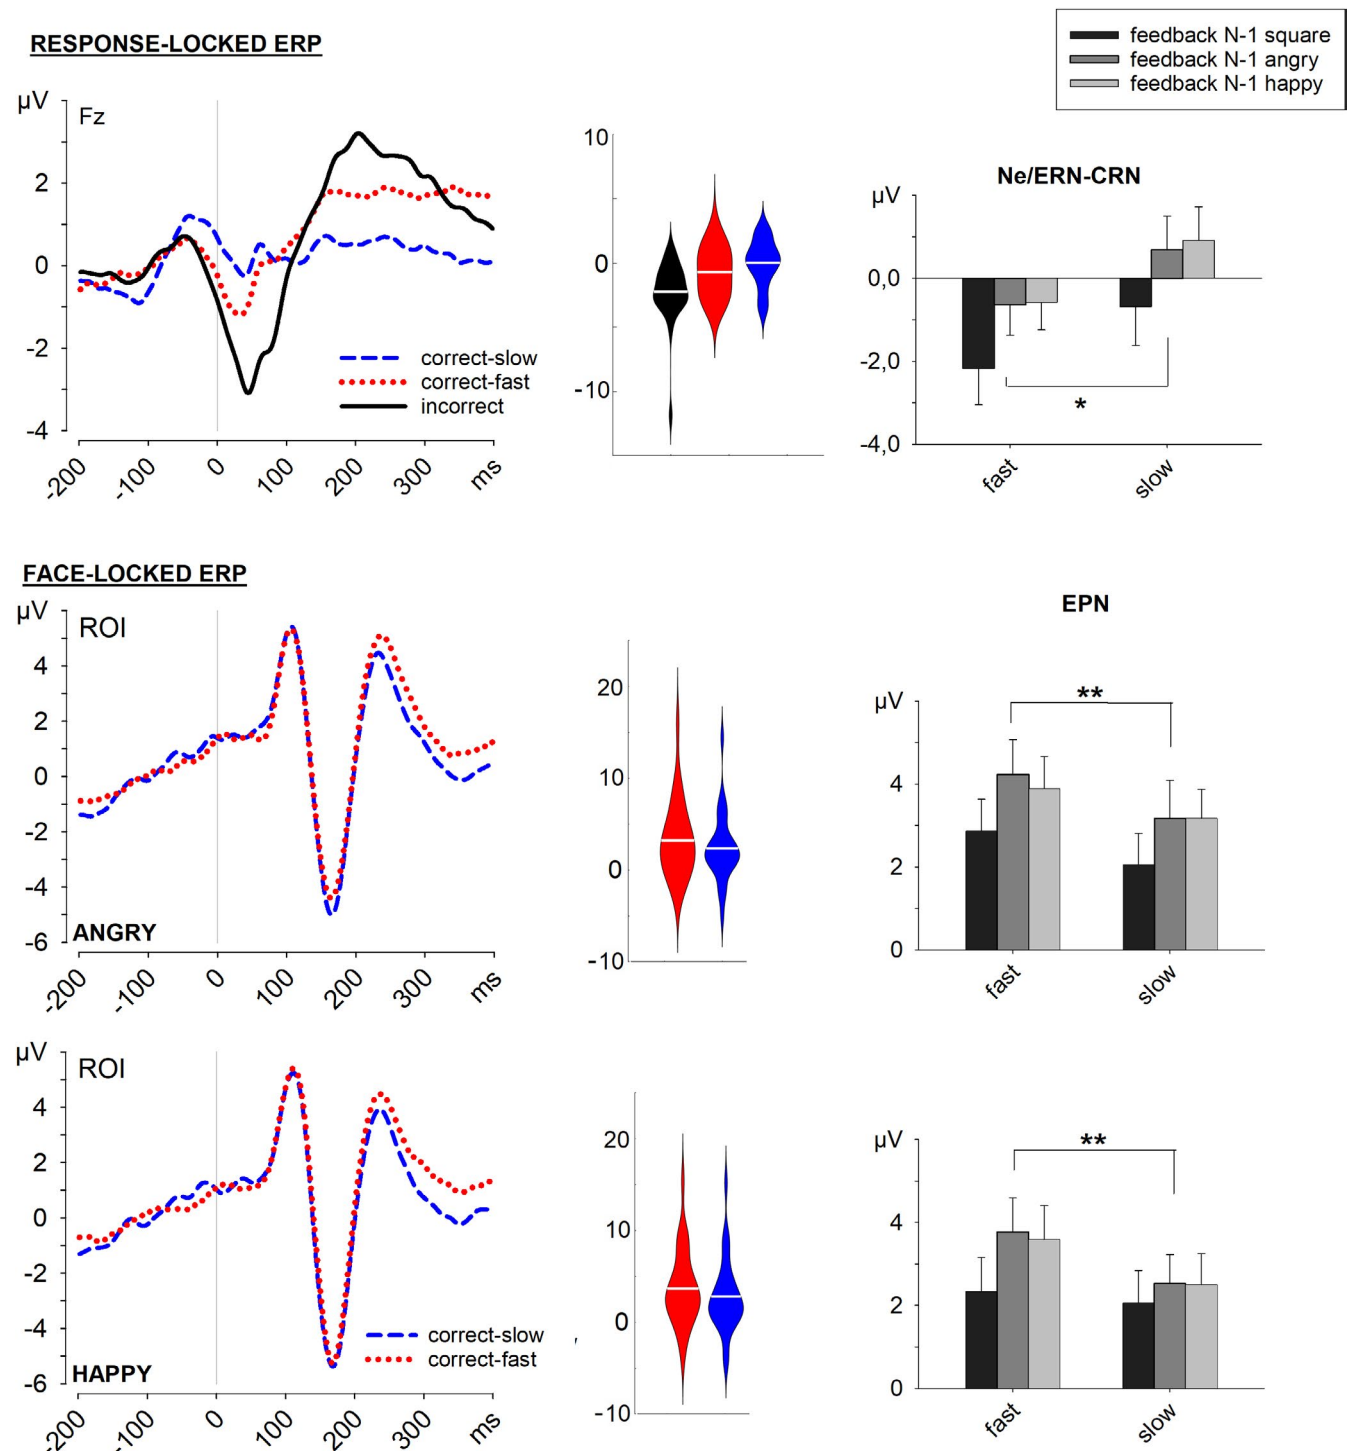 RESPONSE-LOCKED ERP
feedback N-1 square
feedback N-1 angry
feedback N-1 happy
µV
Fz
2
0
-2
-4
correct-slow
correct-fast
incorrect
-200
-100
0
100
200
300
ms
10
0
-10
Ne/ERN-CRN
µV
0,0
-2,0
-4,0
*
fast
slow
FACE-LOCKED ERP
µV
ROI
4
2
0
-2
-4
-6
ANGRY
-200
-100
0
100
200
300
ms
20
10
0
-10
EPN
µV
**
4
2
0
fast
slow
µV
ROI
4
2
0
-2
-4
-6
correct-slow
correct-fast
HAPPY
-200
-100
0
100
200
300
ms
20
10
0
-10
µV
**
4
2
0
fast
slow